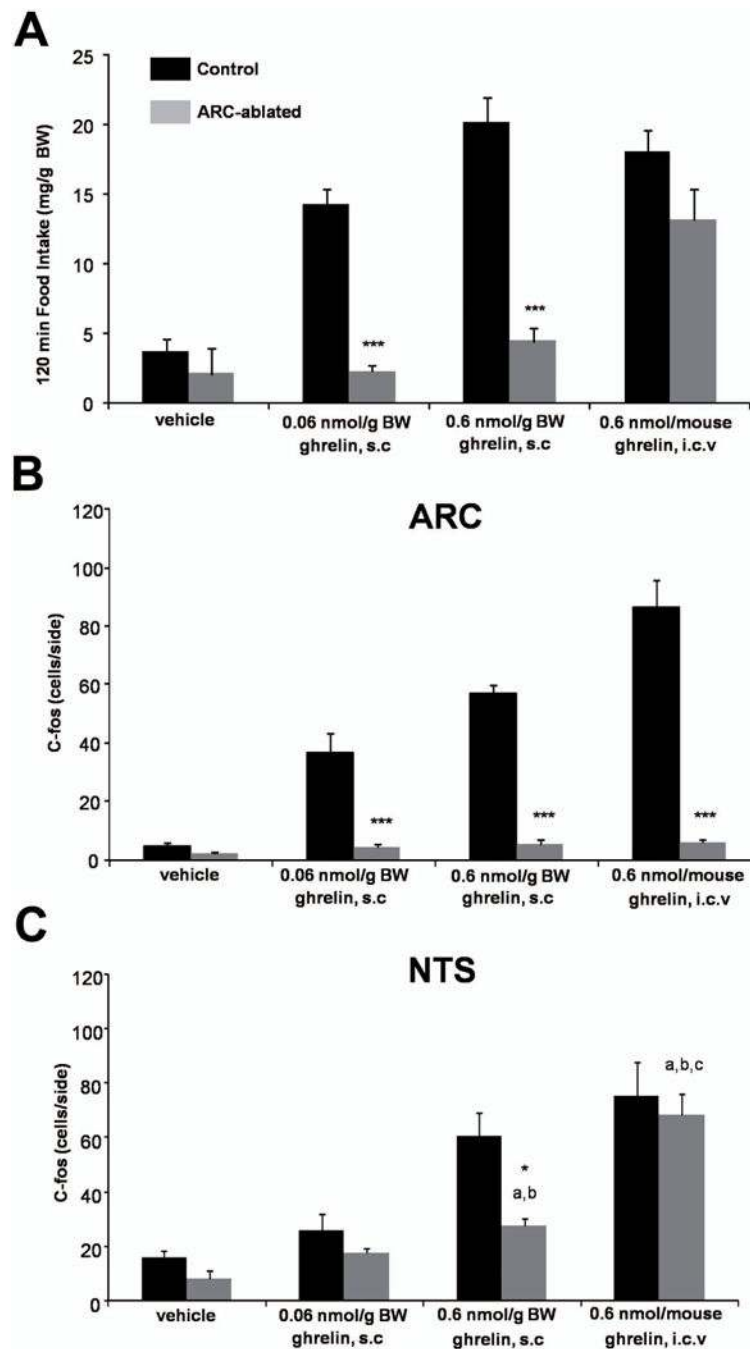 A
25
20
15
10
5
0
120 min Food Intake (mg/g BW)
Control
ARC-ablated
***
***
vehicle
0.06 nmol/g BW
ghrelin, s.c
0.6 nmol/g BW
ghrelin, s.c
0.6 nmol/mouse
ghrelin, i.c.v
B
ARC
120
100
80
60
40
20
0
C-fos (cells/side)
***
***
***
vehicle
0.06 nmol/g BW
ghrelin, s.c
0.6 nmol/g BW
ghrelin, s.c
0.6 nmol/mouse
ghrelin, i.c.v
C
NTS
120
100
80
60
40
20
0
C-fos (cells/side)
*
a,b
a,b,c
vehicle
0.06 nmol/g BW
ghrelin, s.c
0.6 nmol/g BW
ghrelin, s.c
0.6 nmol/mouse
ghrelin, i.c.v